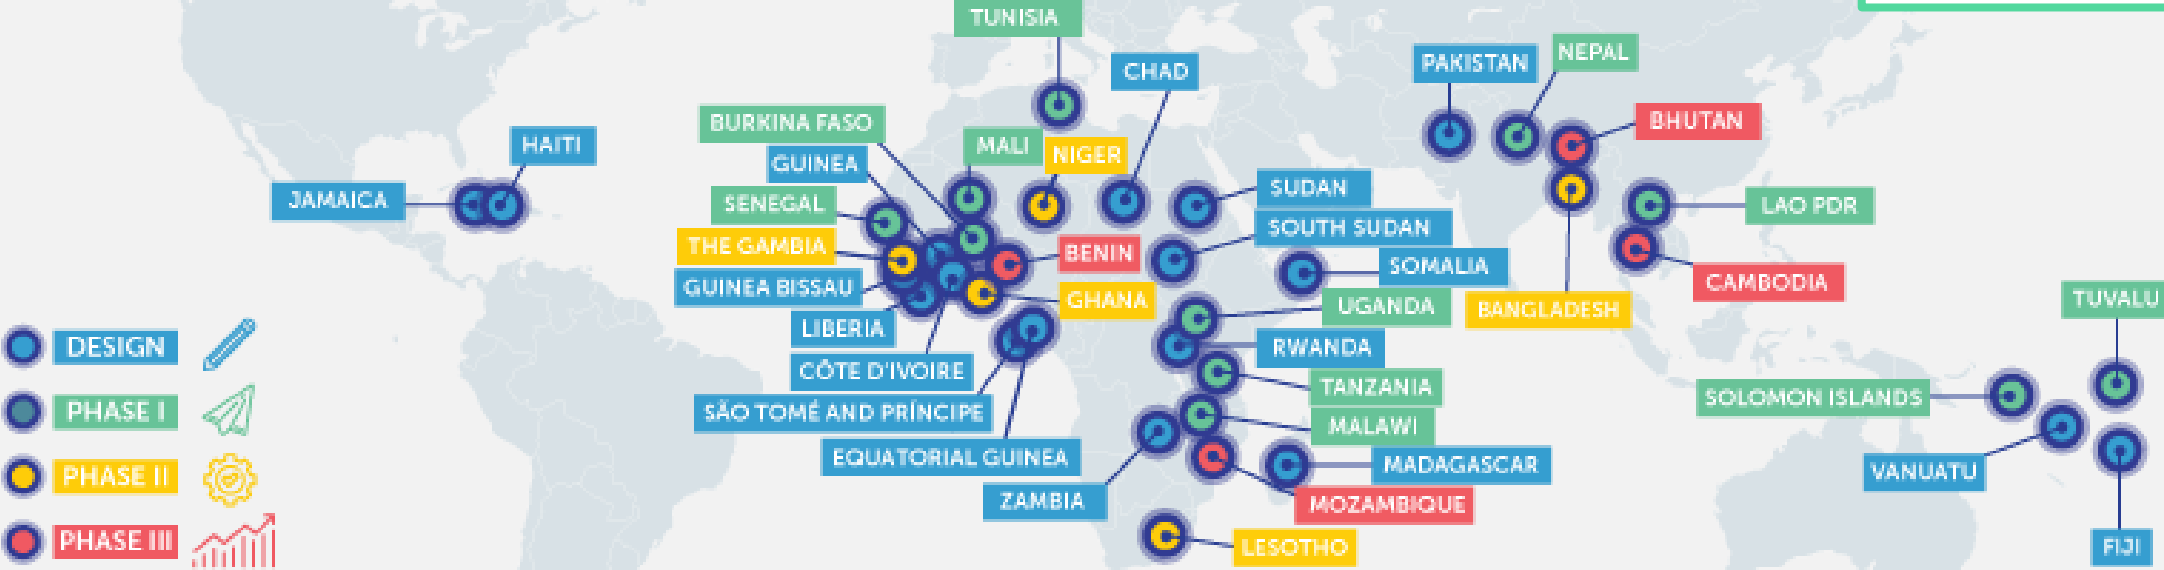 TUNISIA
CHAD
PAKISTAN
NEPAL
BURKINA FASO
BHUTAN
HAITI
MALI
NIGER
GUINEA
JAMAICA
SENEGAL
SUDAN
LAO PDR
SOUTH SUDAN
THE GAMBIA
BENIN
SOMALIA
GUINEA BISSAU
CAMBODIA
GHANA
UGANDA
BANGLADESH
TUVALU
LIBERIA
DESIGN
RWANDA
CÔTE D'IVOIRE
TANZANIA
SOLOMON ISLANDS
PHASE I
SÃO TOMÉ AND PRÍNCIPE
MALAWI
EQUATORIAL GUINEA
MADAGASCAR
VANUATU
PHASE II
ZAMBIA
MOZAMBIQUE
PHASE III
LESOTHO
FIJI